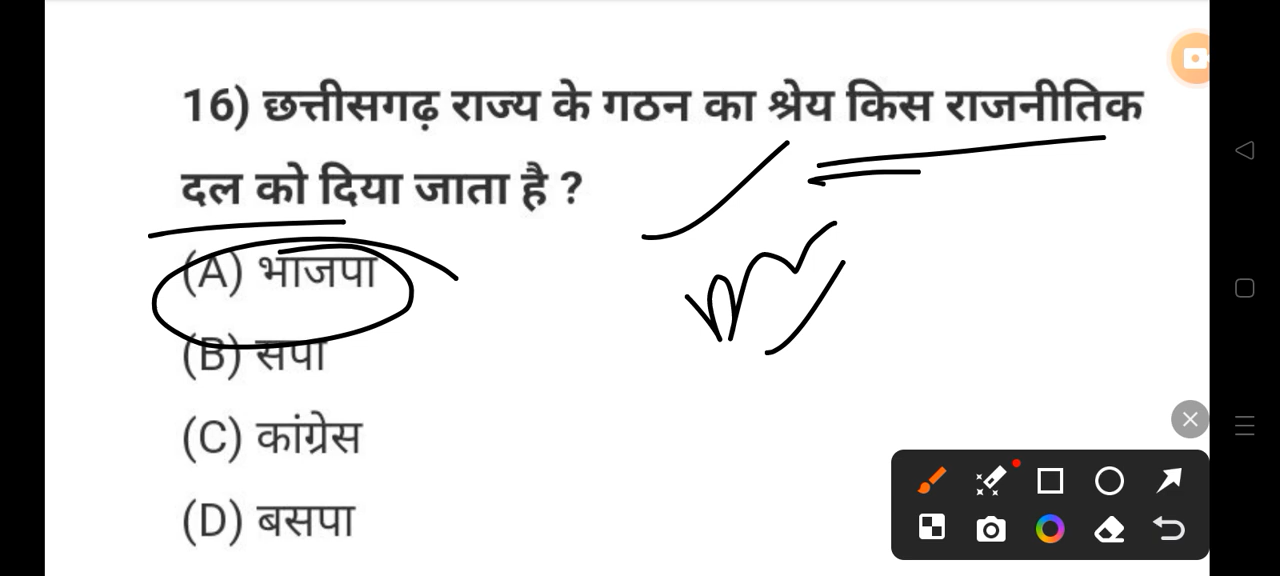 16) छत्तीसगढ़ राज्य के गठन का श्रेय किस राजनीतिक
दल को दिया जाता है ?
(A) भाजपा
(B) सपा
(C) कांग्रेस
(D) बसपा